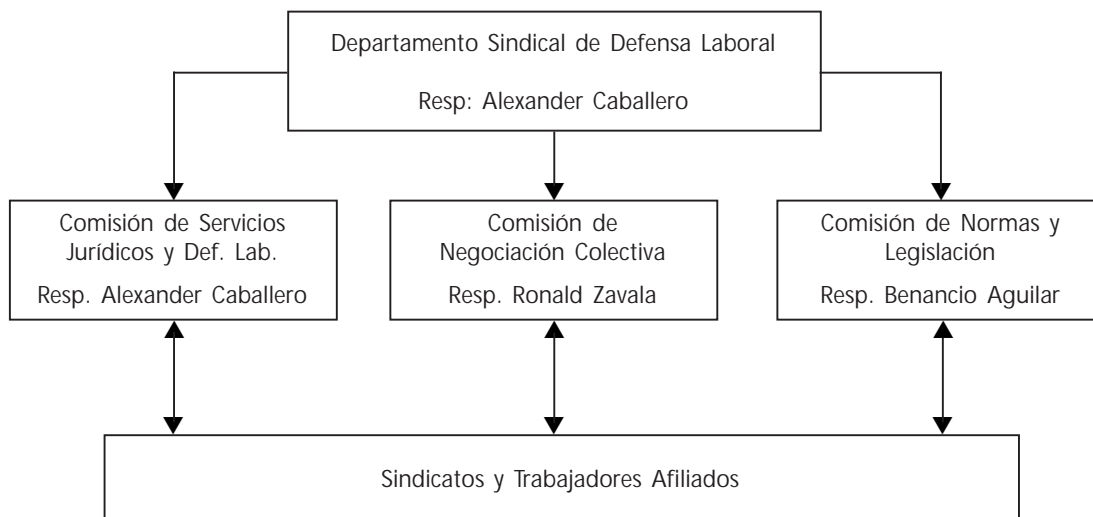 Departamento Sindical de Defensa Laboral
Resp: Alexander Caballero
Comisión de Servicios
Jurídicos y Def. Lab.
Resp. Alexander Caballero
Comisión de
Negociación Colectiva
Resp. Ronald Zavala
Comisión de Normas y
Legislación
Resp. Benancio Aguilar
Sindicatos y Trabajadores Afiliados